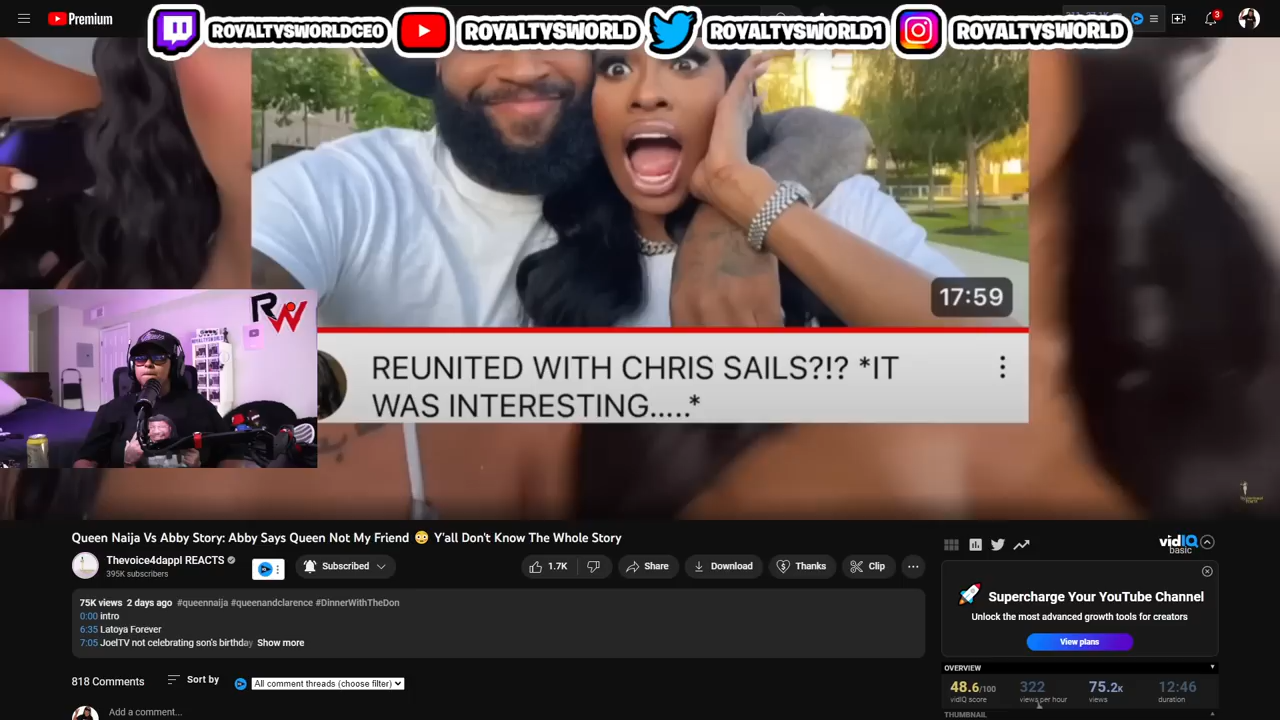 Premium
ROYALTYSWORLDCEO
ROYALTYSWORLD
ROYALTYSWORLD1
ROYALTYSWORLD
3
17:59
RW
REUNITED WITH CHRIS SAILS?!? *IT
WAS INTERESTING.....*
Queen Naija Vs Abby Story: Abby Says Queen Not My Friend 😳 Y'all Don't Know The Whole Story
Thevoice4dappl REACTS
395K subscribers
Subscribed
1.7K
Share
Download
Thanks
Clip
75K views 2 days ago #queennaija #queenandclarence #DinnerWithTheDon
0:00 intro
6:35 Latoya Forever
7:05 JoelTV not celebrating son's birthday Show more
818 Comments
Sort by
All comment threads (choose filter)
Add a comment...
vidIQ
basic
Supercharge Your YouTube Channel
Unlock the most advanced growth tools for creators
View plans
OVERVIEW
48.6/100
322
75.2K
12:46
vidIQ score
views per hour
views
duration
THUMBNAIL